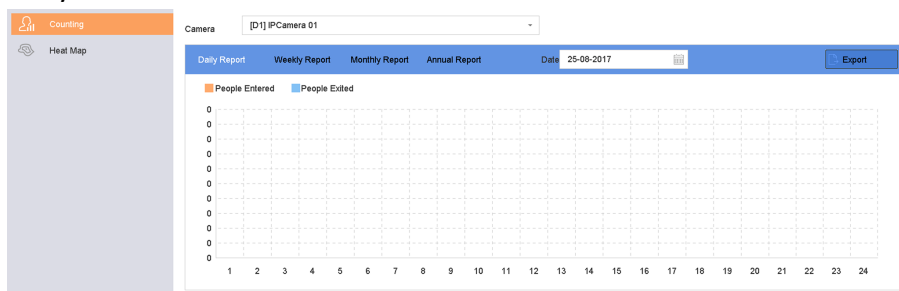 Counting
Heat Map
Camera [D1] IPCamera 01
Daily Report Weekly Report Monthly Report Annual Report Date 25-08-2017 Export
People Entered People Exited
0
0
0
0
0
0
0
0
0
0
0
1 2 3 4 5 6 7 8 9 10 11 12 13 14 15 16 17 18 19 20 21 22 23 24